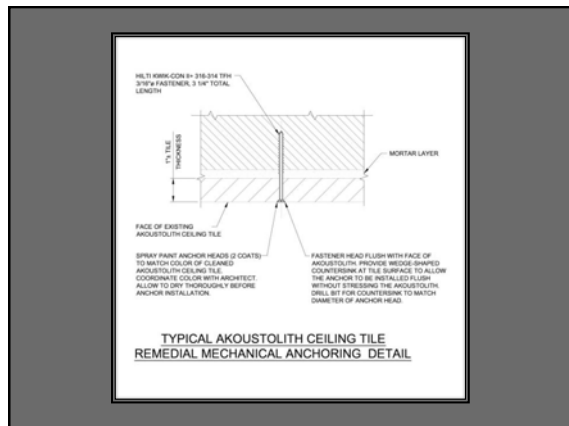 HILTI KWIK-CON II+ 316-314 TFH
3/16"ø FASTENER, 3 1/4" TOTAL
LENGTH
1"± TILE
THICKNESS
MORTAR LAYER
FACE OF EXISTING
AKOUSTOLITH CEILING TILE
SPRAY PAINT ANCHOR HEADS (2 COATS)
TO MATCH COLOR OF CLEANED
AKOUSTOLITH CEILING TILE.
COORDINATE COLOR WITH ARCHITECT.
ALLOW TO DRY THOROUGHLY BEFORE
ANCHOR INSTALLATION.
FASTENER HEAD FLUSH WITH FACE OF
AKOUSTOLITH. PROVIDE WEDGE-SHAPED
COUNTERSINK AT TILE SURFACE TO ALLOW
THE ANCHOR TO BE INSTALLED FLUSH
WITHOUT STRESSING THE AKOUSTOLITH.
DRILL BIT FOR COUNTERSINK TO MATCH
DIAMETER OF ANCHOR HEAD.
TYPICAL AKOUSTOLITH CEILING TILE
REMEDIAL MECHANICAL ANCHORING DETAIL